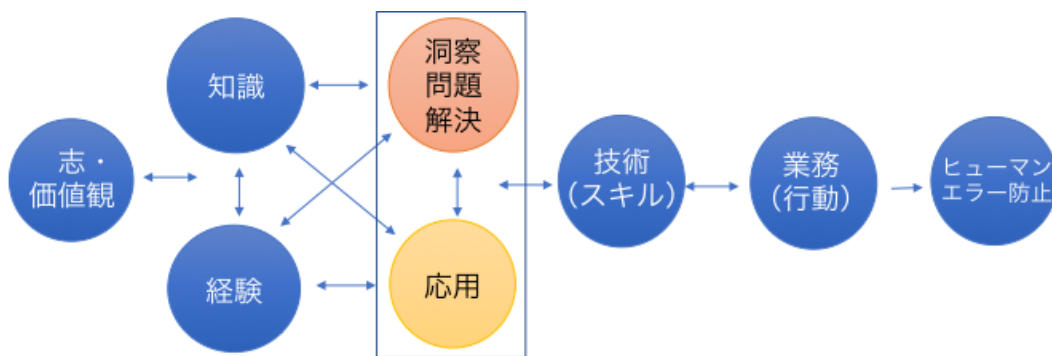 志・
価値観
知識
経験
洞察
問題
解決
応用
技術
(スキル)
業務
(行動)
ヒューマン
エラー防止